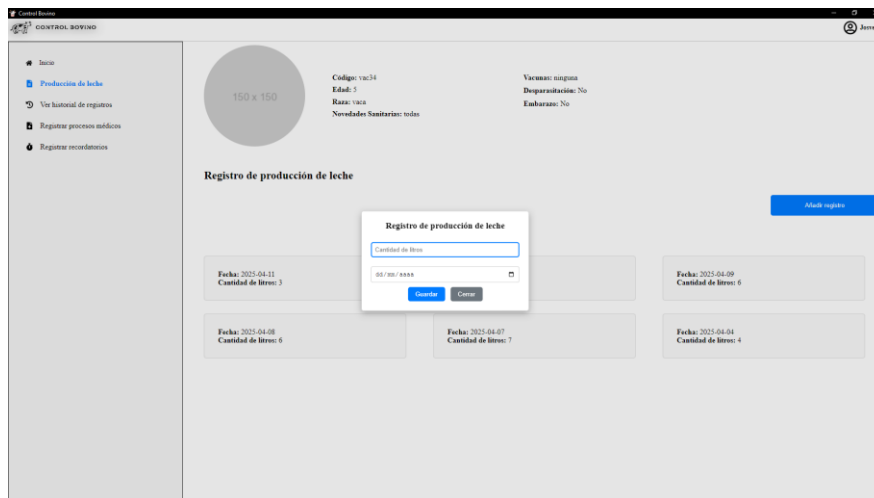 Control Bovino
CONTROL BOVINO
Inicio
Producción de leche
Ver historial de registros
Registrar procesos médicos
Registrar recordatorios
150 x 150
Código: vac34
Edad: 5
Raza: vaca
Novedades Sanitarias: todas
Vacunas: ninguna
Desparasitación: No
Embarazo: No
Registro de producción de leche
Añadir registro
Registro de producción de leche
Cantidad de litros
dd/mm/aaaa
Guardar Cerrar
Fecha: 2025-04-11
Cantidad de litros: 3
Fecha: 2025-04-09
Cantidad de litros: 6
Fecha: 2025-04-08
Cantidad de litros: 6
Fecha: 2025-04-07
Cantidad de litros: 7
Fecha: 2025-04-04
Cantidad de litros: 4